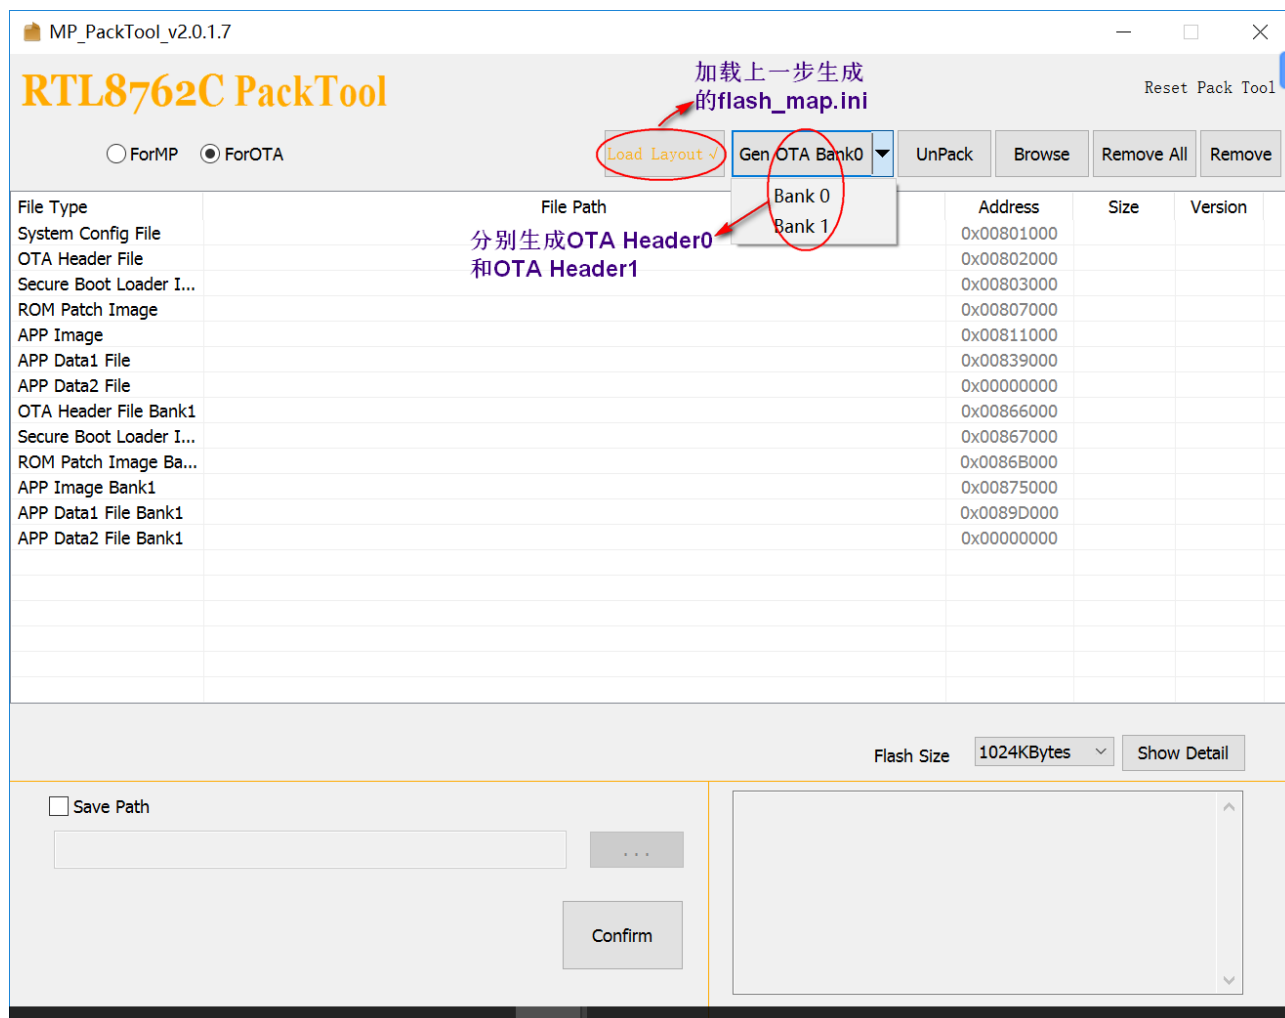 MP_PackTool_v2.0.1.7
RTL8762C PackTool
加载上一步生成
的flash_map.ini
Reset Pack Tool
ForMP
ForOTA
Load Layout √
Gen OTA Bank0
UnPack
Browse
Remove All
Remove
Bank 0
Bank 1
分别生成OTA Header0
和OTA Header1
File Type File Path Address Size Version
System Config File 0x00801000
OTA Header File 0x00802000
Secure Boot Loader I... 0x00803000
ROM Patch Image 0x00807000
APP Image 0x00811000
APP Data1 File 0x00839000
APP Data2 File 0x00000000
OTA Header File Bank1 0x00866000
Secure Boot Loader I... 0x00867000
ROM Patch Image Ba... 0x0086B000
APP Image Bank1 0x00875000
APP Data1 File Bank1 0x0089D000
APP Data2 File Bank1 0x00000000
Flash Size
1024KBytes
Show Detail
Save Path
...
Confirm